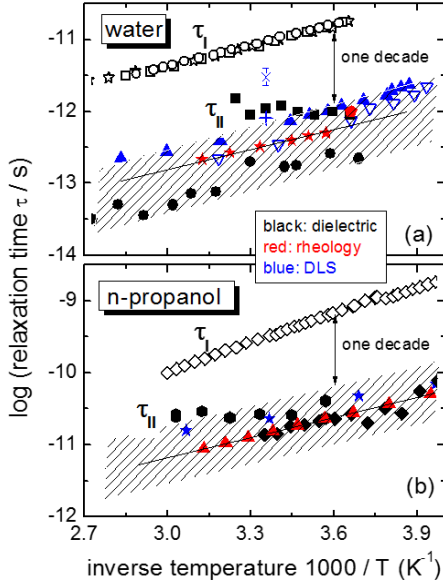 -11
-12
-13
-14
water
τI
τII
one decade
(a)
black: dielectric
red: rheology
blue: DLS
log (relaxation time τ / s)
-9
-10
-11
-12
n-propanol
τI
one decade
τII
(b)
2.7 3.0 3.3 3.6 3.9
inverse temperature 1000 / T (K⁻¹)